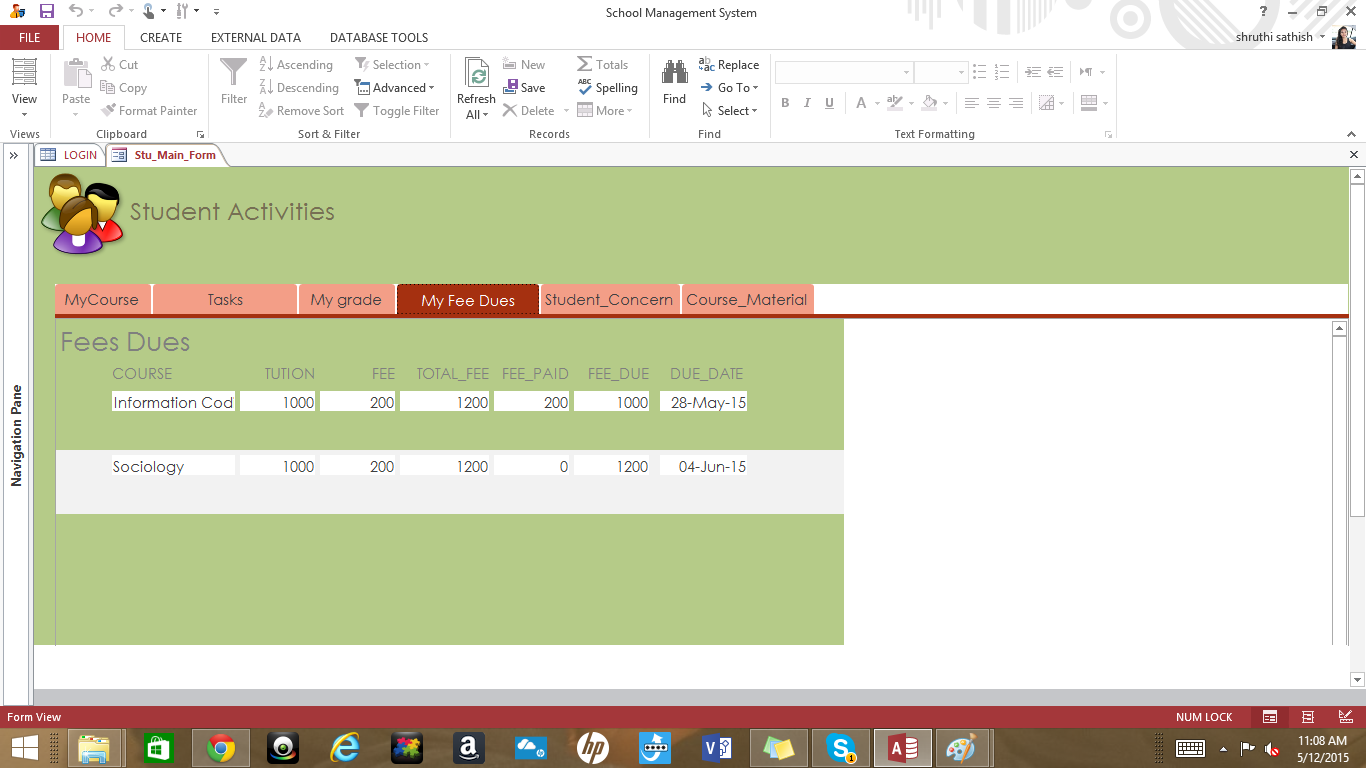 School Management System
?
FILE HOME CREATE EXTERNAL DATA DATABASE TOOLS shruthi sathish
View
Views
Paste
Cut
Copy
Format Painter
Clipboard
Filter
Ascending
Descending
Remove Sort
Selection
Advanced
Toggle Filter
Sort & Filter
Refresh
All
New
Save
Delete
Totals
ABC
Spelling
More
Records
Find
Replace
Go To
Select
Find
B I U A
Text Formatting
LOGIN Stu_Main_Form
Navigation Pane
Student Activities
MyCourse Tasks My grade My Fee Dues Student_Concern Course_Material
Fees Dues
COURSE TUTION FEE TOTAL_FEE FEE_PAID FEE_DUE DUE_DATE
Information Cod 1000 200 1200 200 1000 28-May-15
Sociology 1000 200 1200 0 1200 04-Jun-15
Form View NUM LOCK
11:08 AM
5/12/2015